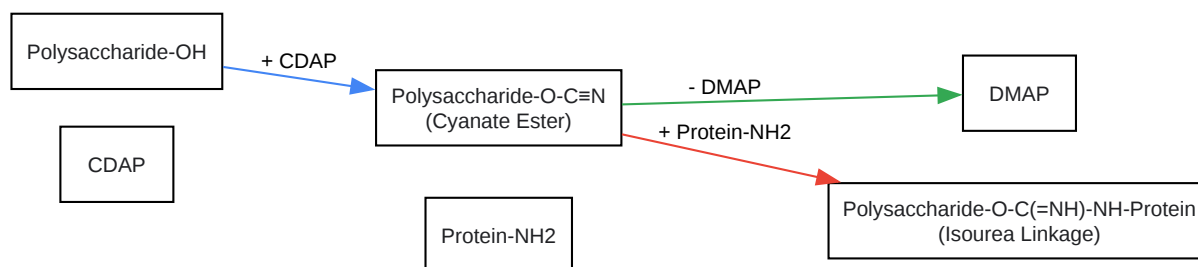 Polysaccharide-OH
+ CDAP
Polysaccharide-O-C≡N
(Cyanate Ester)
- DMAP
DMAP
+ Protein-NH2
CDAP
Protein-NH2
Polysaccharide-O-C(=NH)-NH-Protein
(Isourea Linkage)